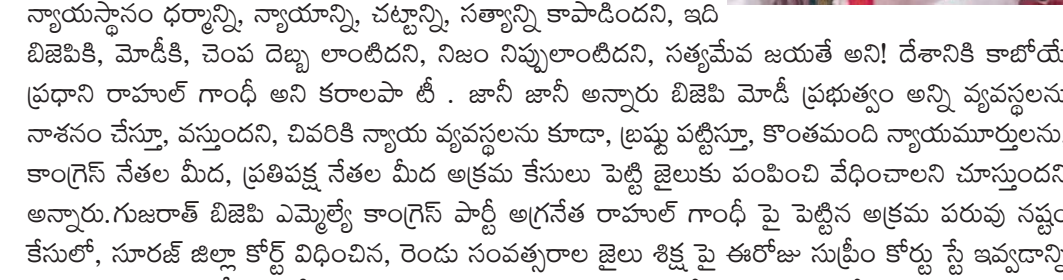 న్యాయస్థానం ధర్మాన్ని, న్యాయాన్ని, చట్టాన్ని, సత్యాన్ని కాపాడిందని, ఇది
బిజెపికి, మోడీకి, చెంప దెబ్బ లాంటిదని, నిజం నిప్పులాంటిదని, సత్యమేవ జయతే అని! దేశానికి కాబోయే
ప్రధాని రాహుల్ గాంధీ అని కరాలపా టీ . జానీ జానీ అన్నారు బిజెపి మోడీ ప్రభుత్వం అన్ని వ్యవస్థలను
నాశనం చేస్తూ, వస్తుందని, చివరికి న్యాయ వ్యవస్థలను కూడా, బ్రష్టు పట్టిస్తూ, కొంతమంది న్యాయమూర్తులను
కాంగ్రెస్ నేతల మీద, ప్రతిపక్ష నేతల మీద అక్రమ కేసులు పెట్టి జైలుకు పంపించి వేధించాలని చూస్తుందని
అన్నారు.గుజరాత్ బిజెపి ఎమ్మెల్యే కాంగ్రెస్ పార్టీ అగ్రనేత రాహుల్ గాంధీ పై పెట్టిన అక్రమ పరువు నష్టం
కేసులో, సూరజ్ జిల్లా కోర్ట్ విధించిన, రెండు సంవత్సరాల జైలు శిక్ష పై ఈరోజు సుప్రీం కోర్టు స్టే ఇవ్వడాన్ని